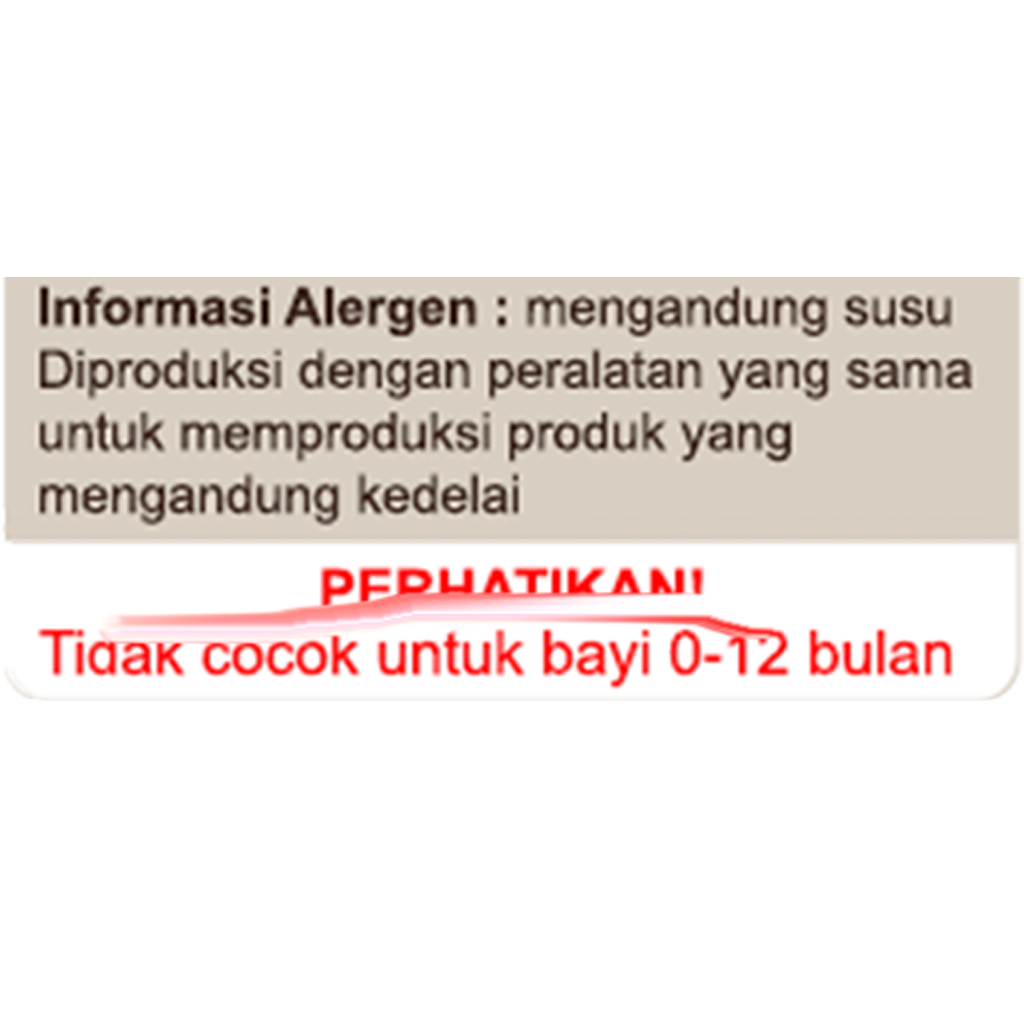 Informasi Alergen : mengandung susu
Diproduksi dengan peralatan yang sama
untuk memproduksi produk yang
mengandung kedelai
PERHATIKAN!
Tidak cocok untuk bayi 0-12 bulan